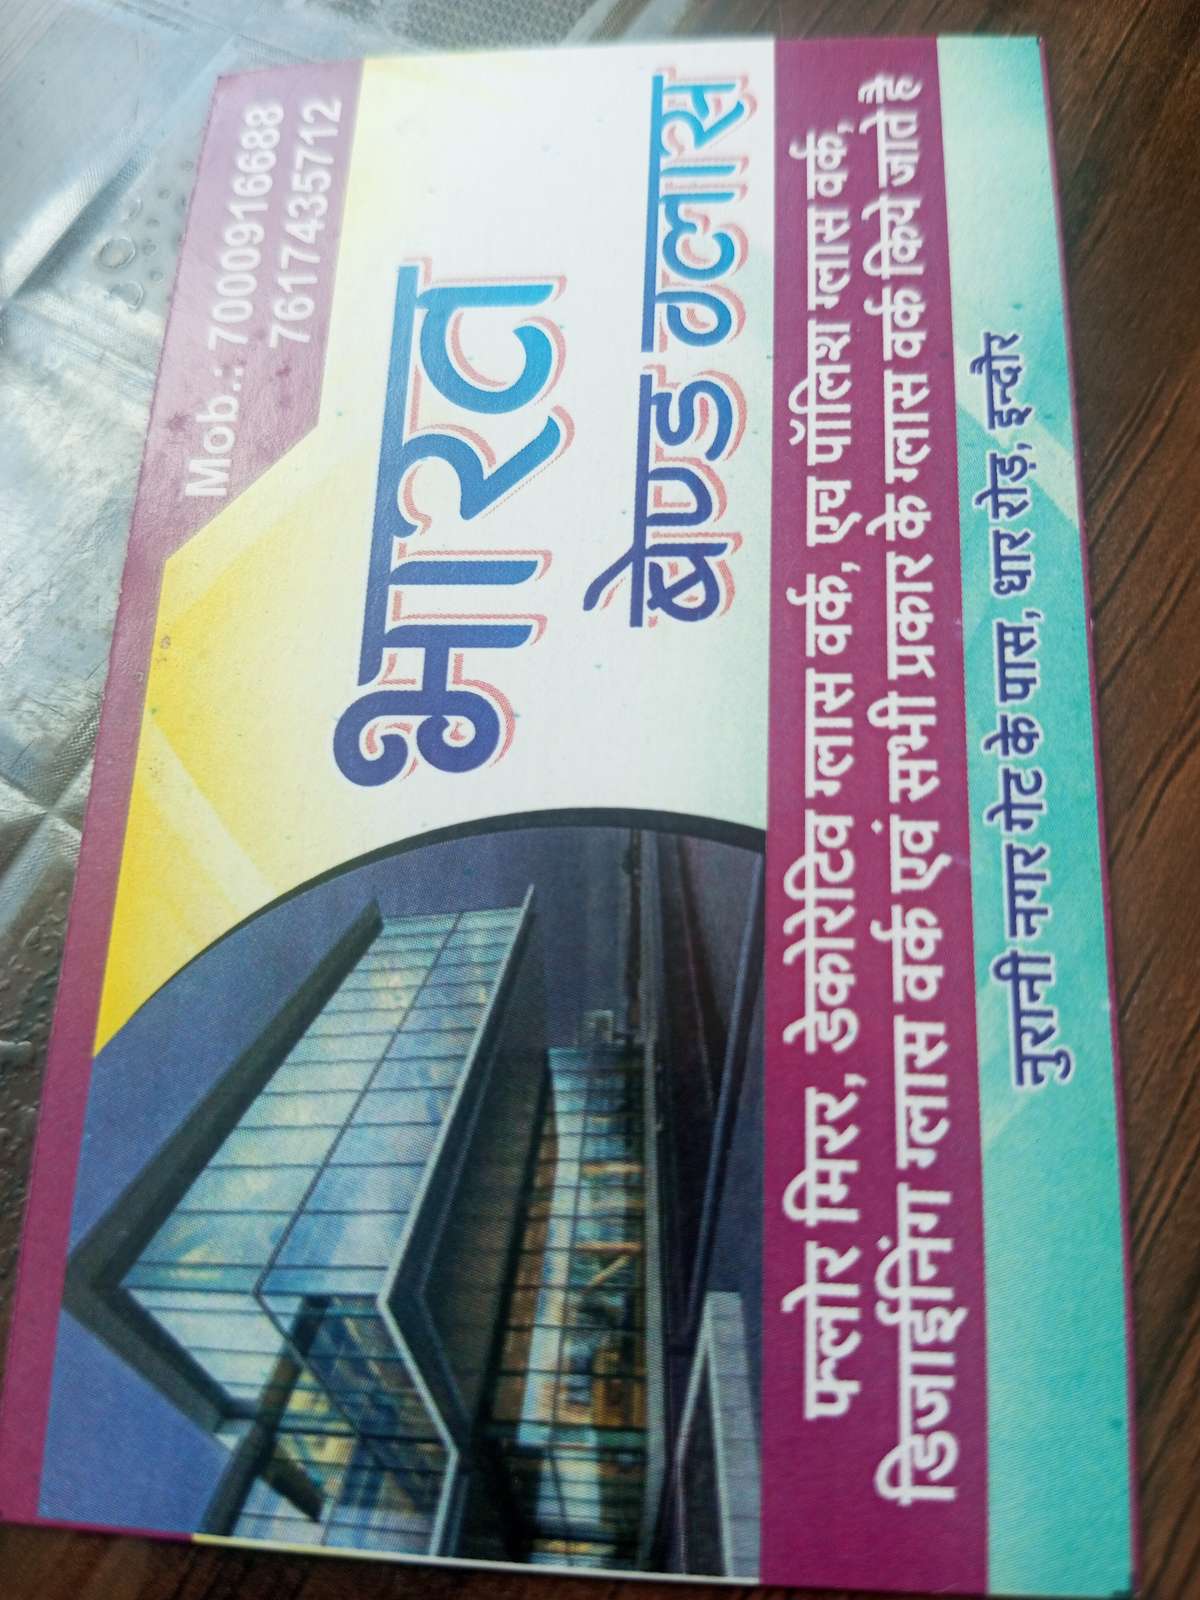 Mob.: 7000916688
7617435712
भारत
सेण्ड ग्लास
फ्लोर मिरर, डेकोरेटिव ग्लास वर्क, एच पॉलिश ग्लास वर्क,
डिजाईनिंग ग्लास वर्क एवं सभी प्रकार के ग्लास वर्क किये जाते है
नुरानी नगर गेट के पास, धार रोड़, इन्दौर